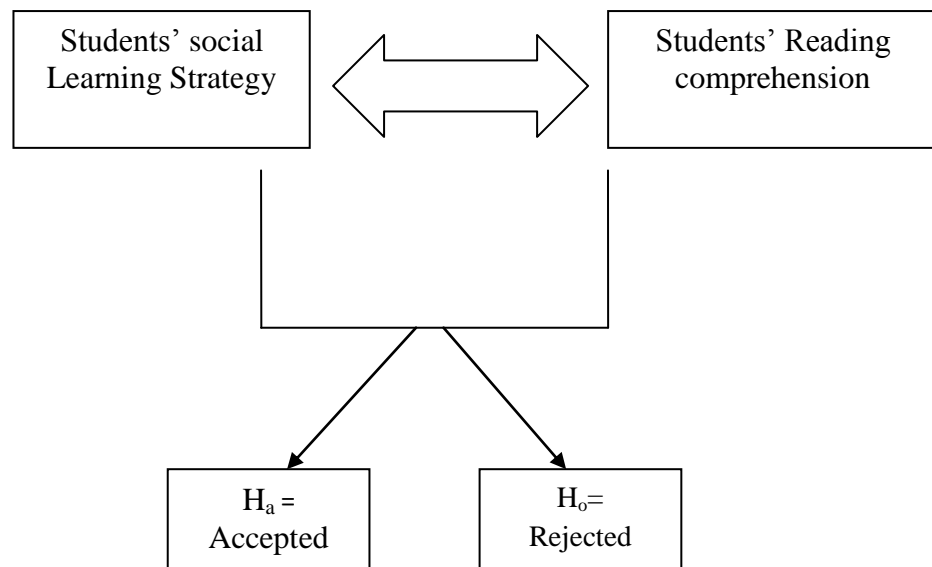 Students’ social
Learning Strategy
Students’ Reading
comprehension
Hₐ =
Accepted
Hₒ=
Rejected